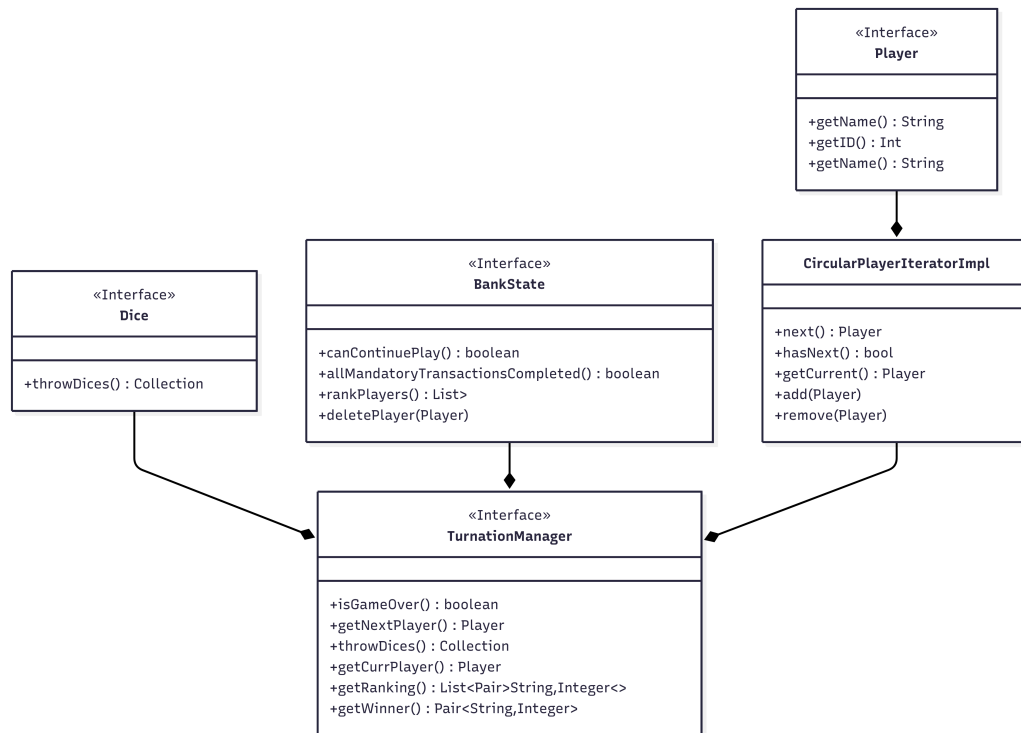 «Interface»
Player
+getName() : String
+getID() : Int
+getName() : String
«Interface»
Dice
+throwDices() : Collection
«Interface»
BankState
+canContinuePlay() : boolean
+allMandatoryTransactionsCompleted() : boolean
+rankPlayers() : List>
+deletePlayer(Player)
CircularPlayerIteratorImpl
+next() : Player
+hasNext() : bool
+getCurrent() : Player
+add(Player)
+remove(Player)
«Interface»
TurnationManager
+isGameOver() : boolean
+getNextPlayer() : Player
+throwDices() : Collection
+getCurrPlayer() : Player
+getRanking() : List<Pair>String,Integer<>
+getWinner() : Pair<String,Integer>